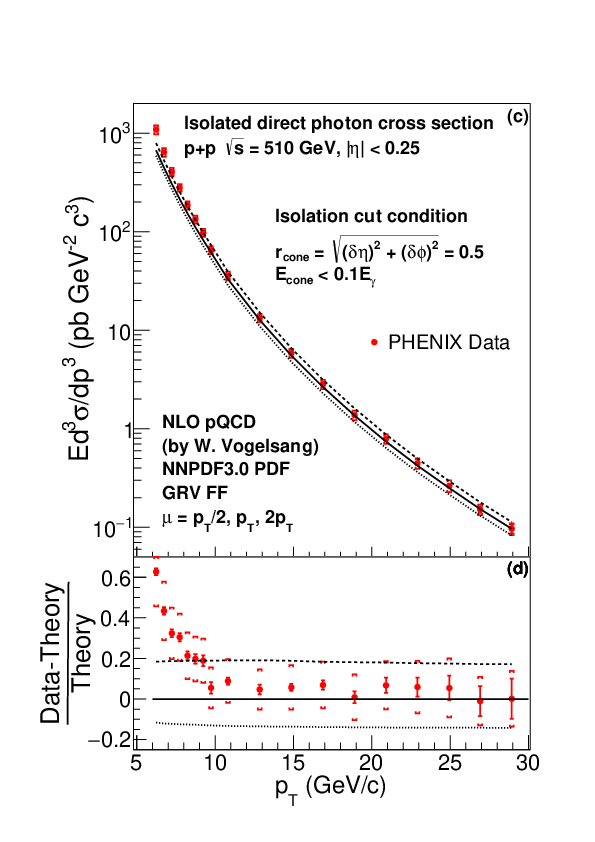 (c)
Isolated direct photon cross section
p+p √s = 510 GeV, |η| < 0.25
Isolation cut condition
r_cone = √(δη)² + (δϕ)² = 0.5
E_cone < 0.1E_γ
PHENIX Data
NLO pQCD
(by W. Vogelsang)
NNPDF3.0 PDF
GRV FF
μ = p_T/2, p_T, 2p_T
Ed³σ/dp³ (pb GeV⁻² c³)
10³
10²
10
1
10⁻¹
(d)
Data-Theory
Theory
0.6
0.4
0.2
0
−0.2
5 10 15 20 25 30
p_T (GeV/c)